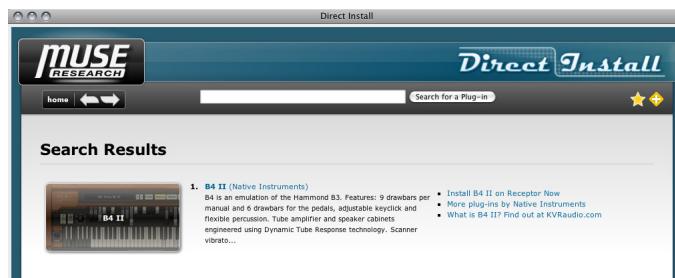 Direct Install
MUSE
RESEARCH
Direct Install
home
Search for a Plug-in
Search Results
B4 II
1. B4 II (Native Instruments)
B4 is an emulation of the Hammond B3. Features: 9 drawbars per
manual and 6 drawbars for the pedals, adjustable keyclick and
flexible percussion. Tube amplifier and speaker cabinets
engineered using Dynamic Tube Response technology. Scanner
vibrato...
▪ Install B4 II on Receptor Now
▪ More plug-ins by Native Instruments
▪ What is B4 II? Find out at KVRaudio.com